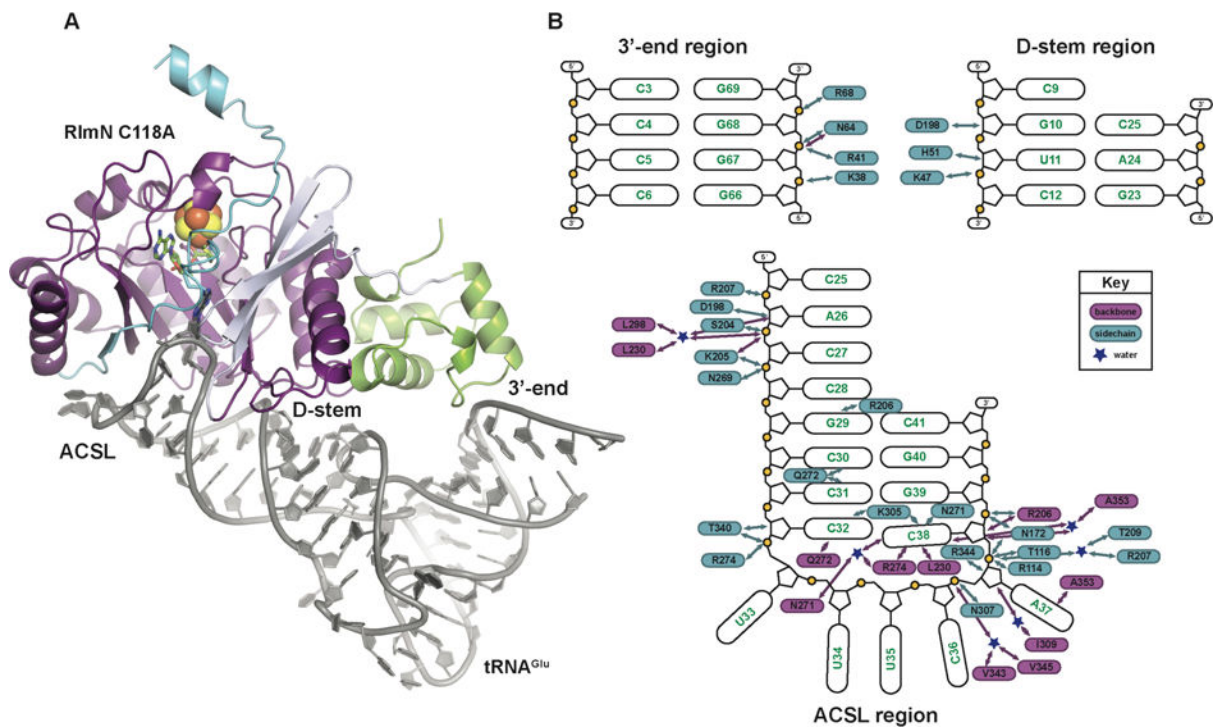 A
RlmN C118A
ACSL
D-stem
3’-end
tRNAGlu
B
3’-end region
5'
3'
C3
G69
R68
C4
G68
N64
C5
G67
R41
K38
C6
G66
3'
5'
D-stem region
5'
C9
3'
D198
G10
C25
H51
U11
A24
K47
C12
G23
3'
5'
5'
R207
C25
D198
L298
S204
A26
L230
K205
C27
N269
C28
R206
3'
G29
C41
C30
G40
Q272
C31
G39
K305
N271
R206
A353
T340
C32
C38
N172
T209
R344
T116
R207
R274
Q272
R274
L230
R114
A353
N271
N307
A37
I309
U33
U34
U35
C36
V343
V345
ACSL region
Key
backbone
sidechain
water